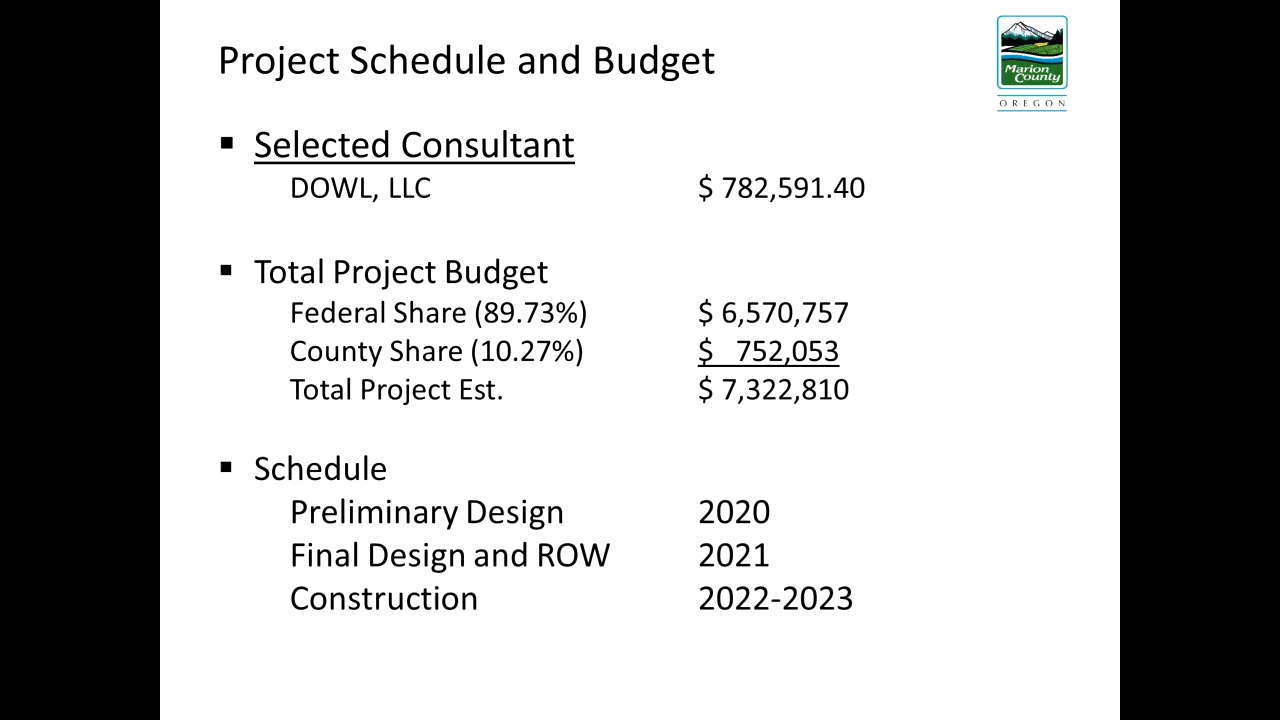 Project Schedule and Budget
Marion County
OREGON
▪ Selected Consultant
DOWL, LLC $ 782,591.40
▪ Total Project Budget
Federal Share (89.73%) $ 6,570,757
County Share (10.27%) $ 752,053
Total Project Est. $ 7,322,810
▪ Schedule
Preliminary Design 2020
Final Design and ROW 2021
Construction 2022-2023